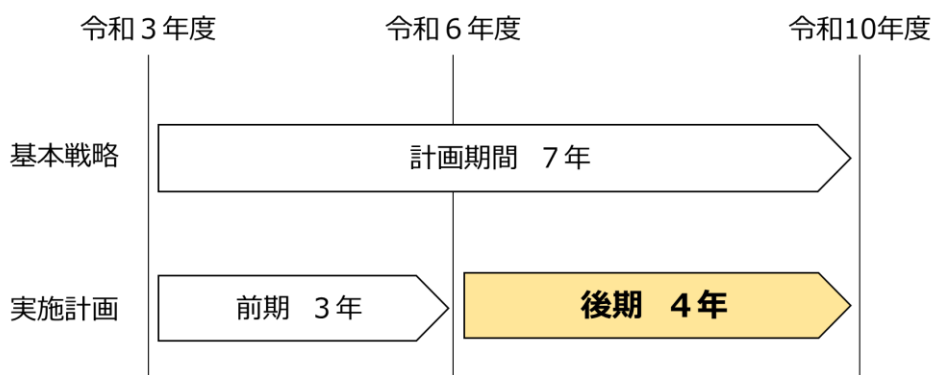 令和３年度 令和６年度 令和10年度
基本戦略 計画期間　７年
実施計画 前期　３年 後期　４年